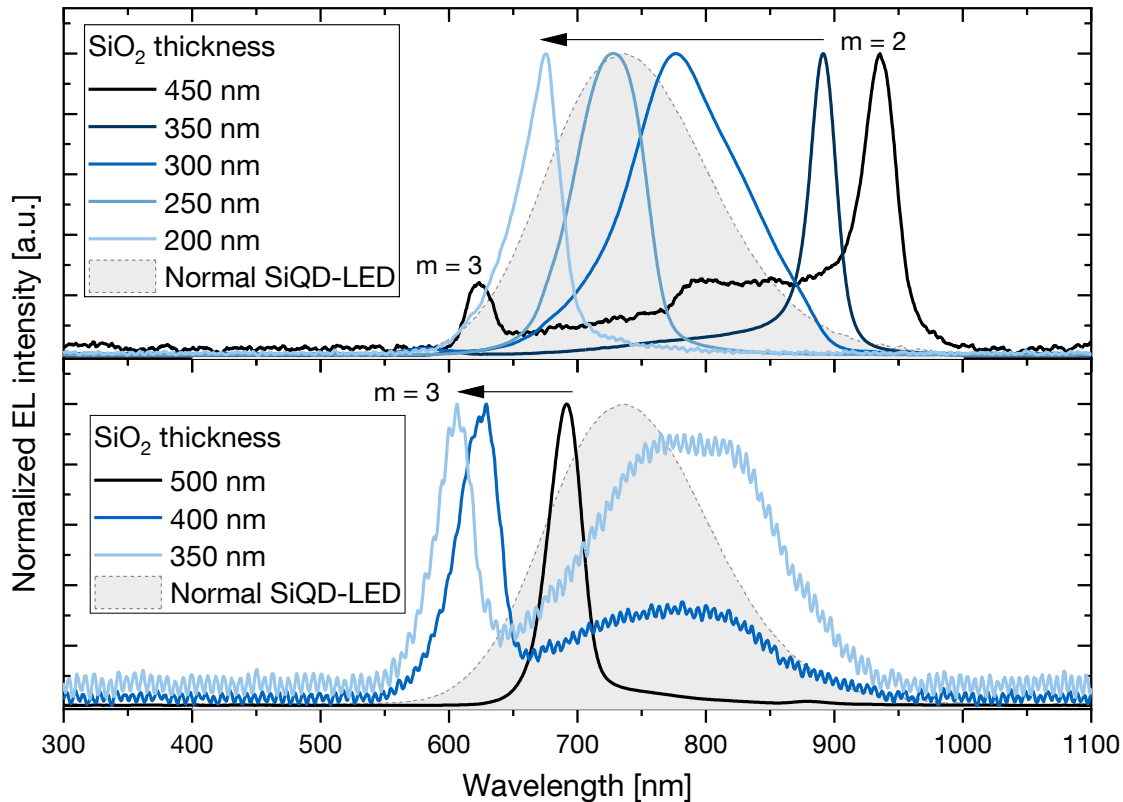 Normalized EL intensity [a.u.]
SiO₂ thickness
450 nm
350 nm
300 nm
250 nm
200 nm
Normal SiQD-LED
m = 2
m = 3
m = 3
SiO₂ thickness
500 nm
400 nm
350 nm
Normal SiQD-LED
300 400 500 600 700 800 900 1000 1100
Wavelength [nm]